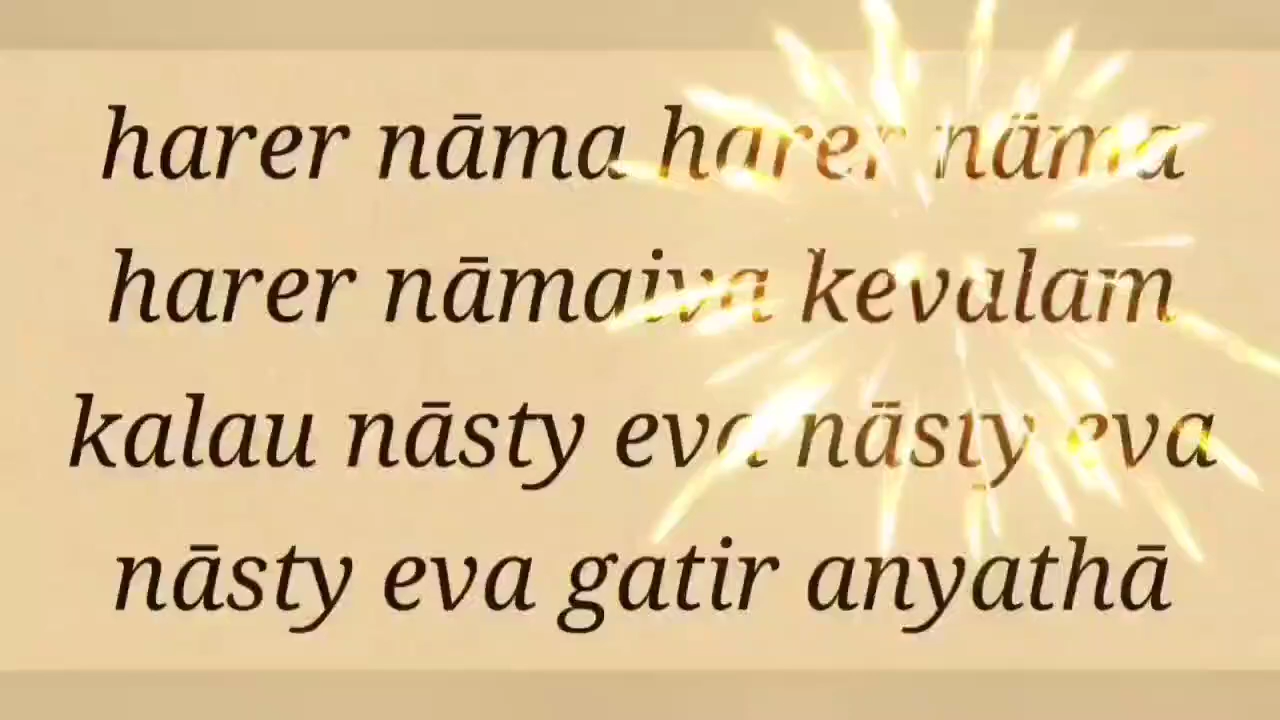 harer nāma harer nāma
harer nāmaiva kevalam
kalau nāsty eva nāsty eva
nāsty eva gatir anyathā